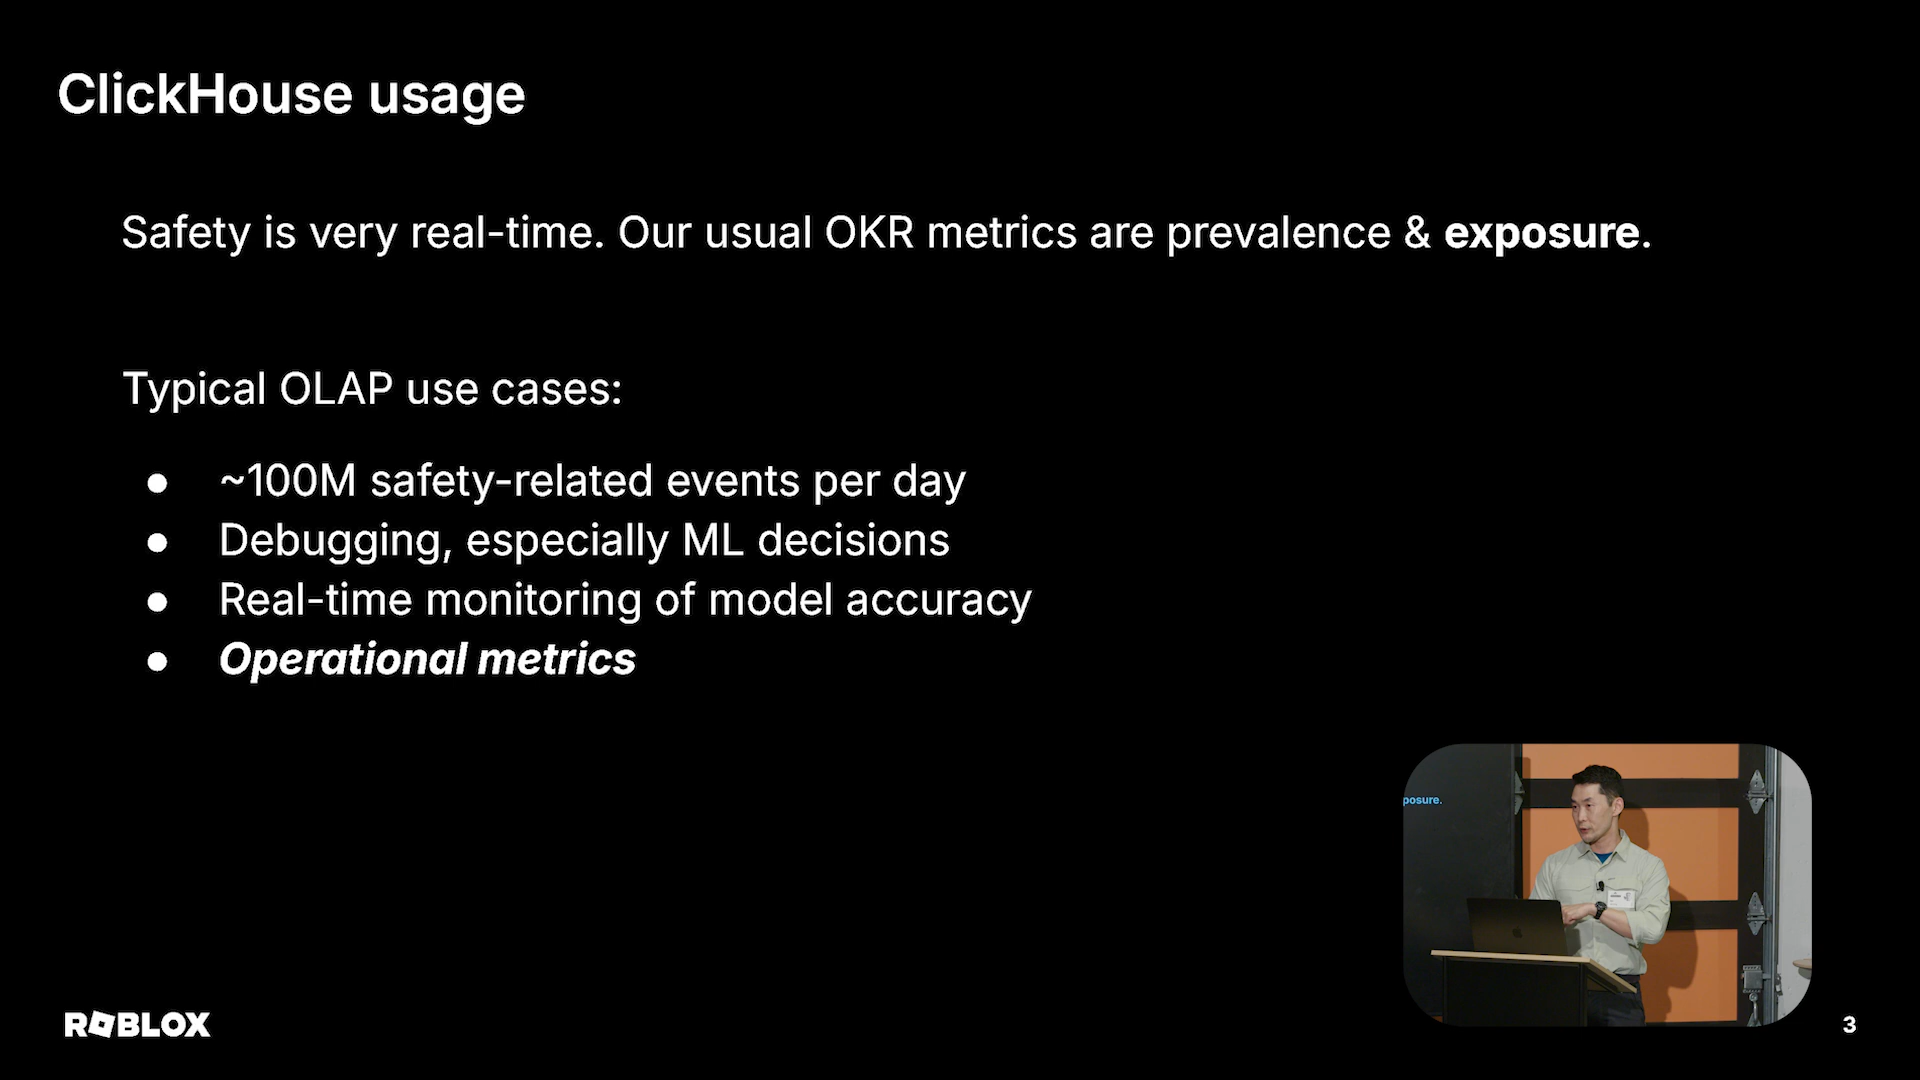 ClickHouse usage
Safety is very real-time. Our usual OKR metrics are prevalence & exposure.
Typical OLAP use cases:
● ~100M safety-related events per day
● Debugging, especially ML decisions
● Real-time monitoring of model accuracy
● Operational metrics
posure.
ROBLOX
3